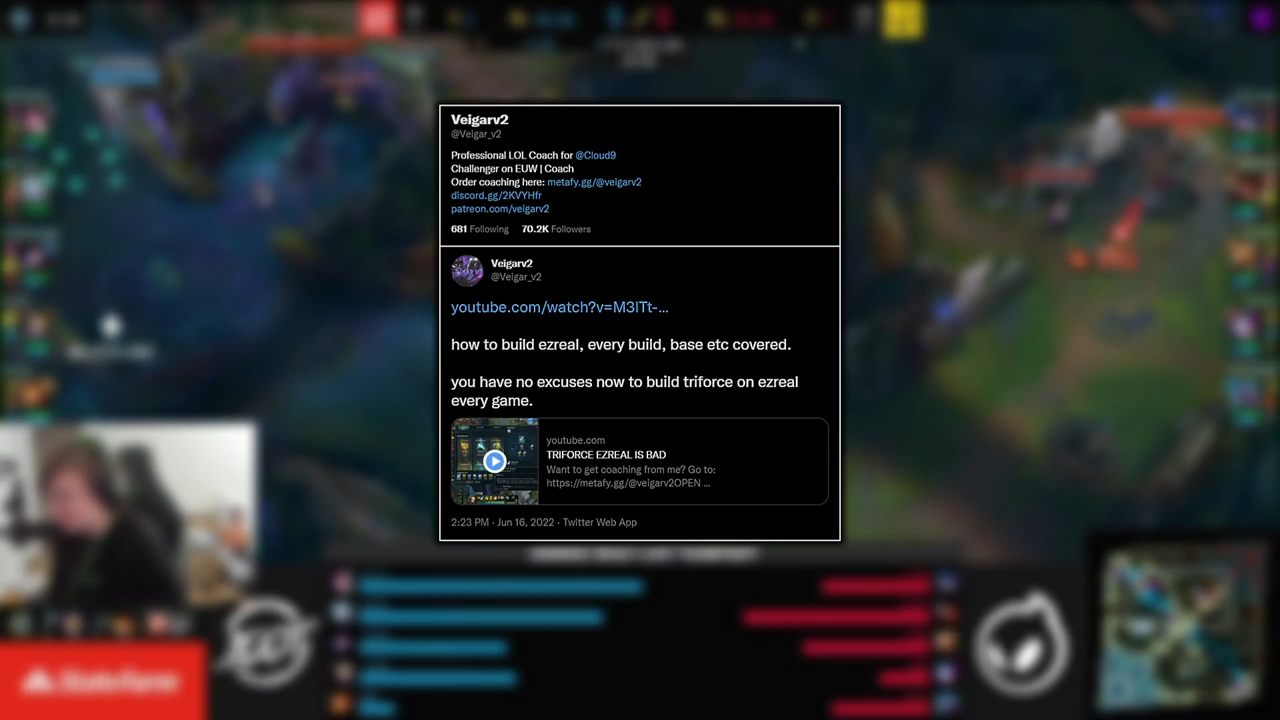 Veigarv2
@Veigar_v2
Professional LOL Coach for @Cloud9
Challenger on EUW | Coach
Order coaching here: metafy.gg/@veigarv2
discord.gg/2KVYHfr
patreon.com/veigarv2
681 Following 70.2K Followers
Veigarv2
@Veigar_v2
youtube.com/watch?v=M3ITt-...
how to build ezreal, every build, base etc covered.
you have no excuses now to build triforce on ezreal
every game.
youtube.com
TRIFORCE EZREAL IS BAD
Want to get coaching from me? Go to:
https://metafy.gg/@veigarv2OPEN ...
2:23 PM · Jun 16, 2022 · Twitter Web App
StateFarm